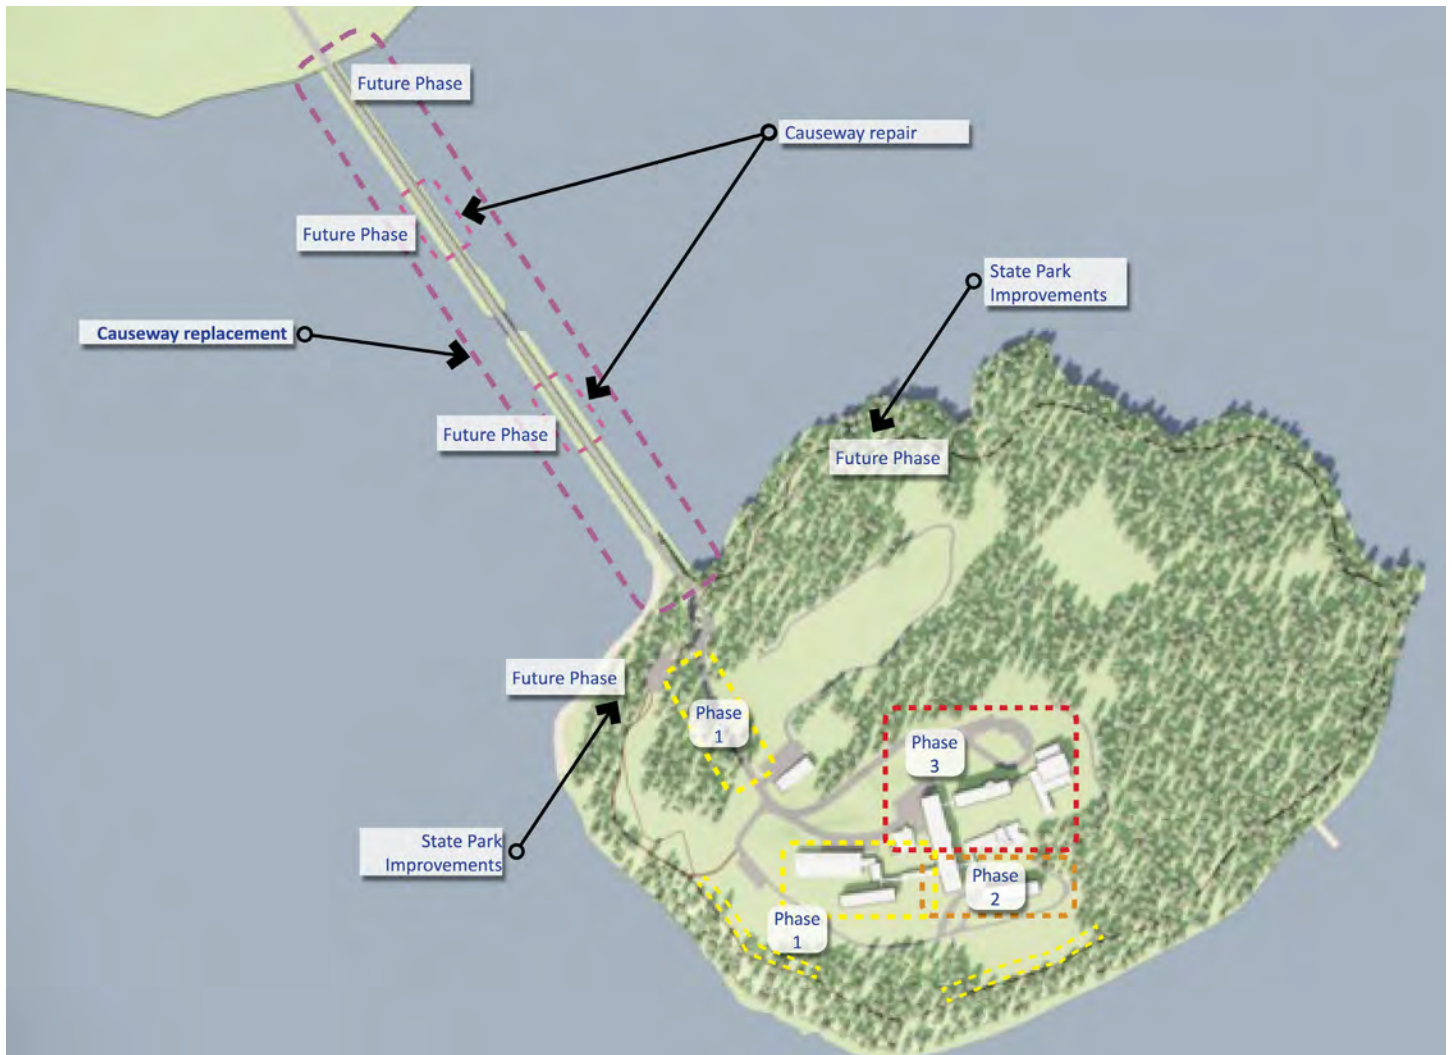 Future Phase
Causeway repair
Future Phase
State Park
Improvements
Causeway replacement
Future Phase
Future Phase
Future Phase
Phase
1
Phase
3
State Park
Improvements
Phase
2
Phase
1